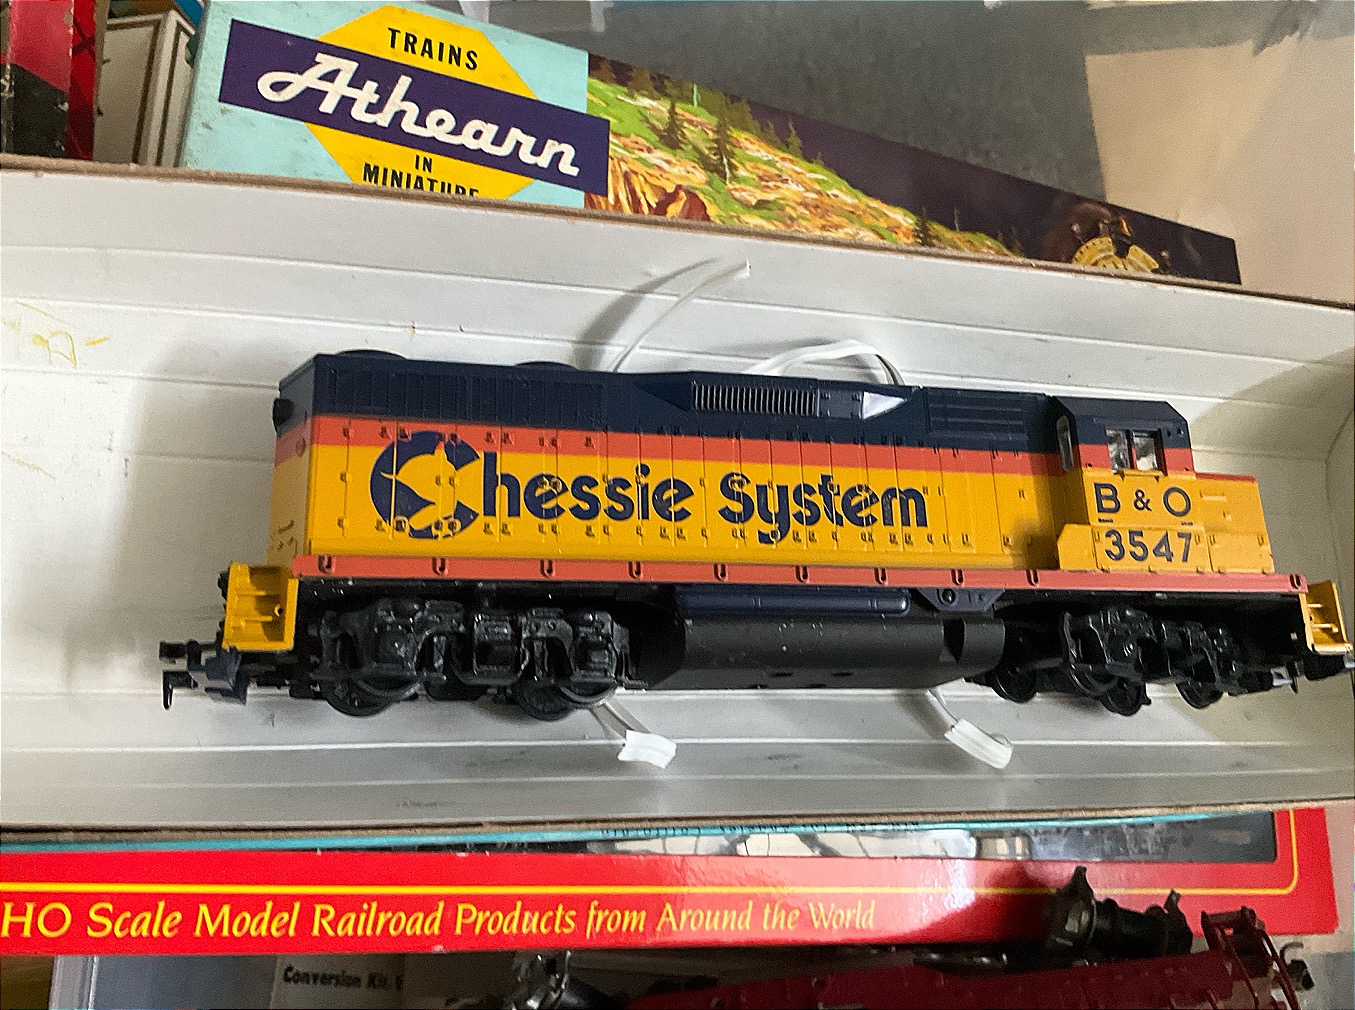 TRAINS
Athearn
IN
MINIATURE
Chessie System
B & O
3547
HO Scale Model Railroad Products from Around the World
Conversion Kit